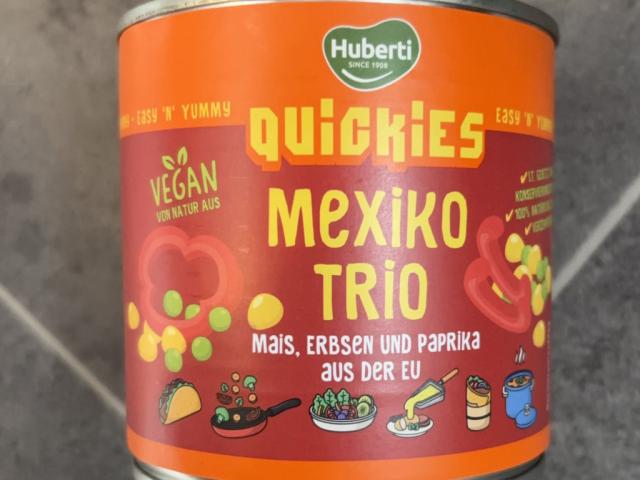 Huberti
SINCE 1908
EASY 'N' YUMMY
EASY 'N'
QUICKIES
VEGAN
VON NATUR AUS
MEXIKO
TRIO
MAIS, ERBSEN UND PAPRIKA
AUS DER EU